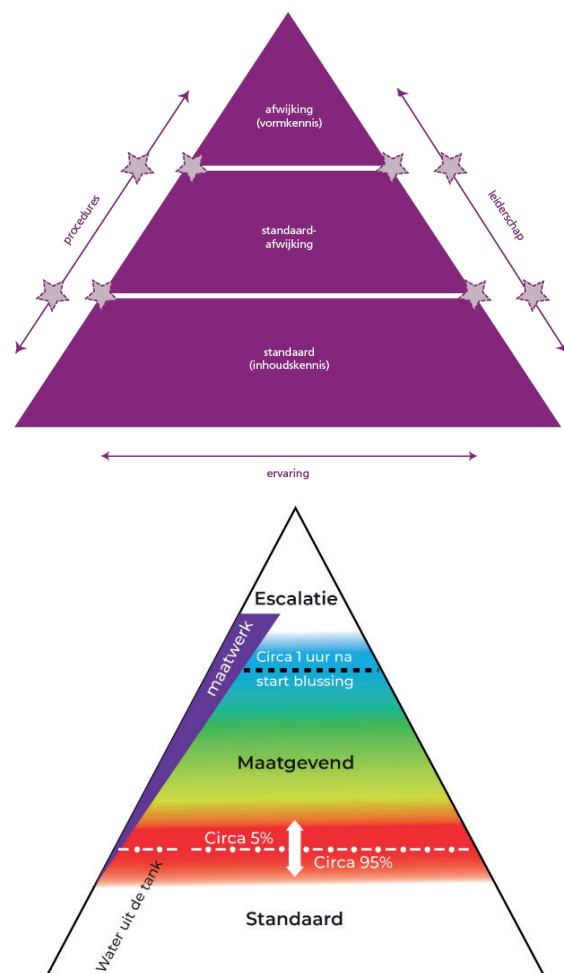 afwijking
(vormkennis)
procedures
leiderschap
standaard-
afwijking
standaard
(inhoudskennis)
ervaring
Escalatie
maatwerk
Circa 1 uur na
start blussing
Maatgevend
Circa 5%
Circa 95%
Water uit de tank
Standaard